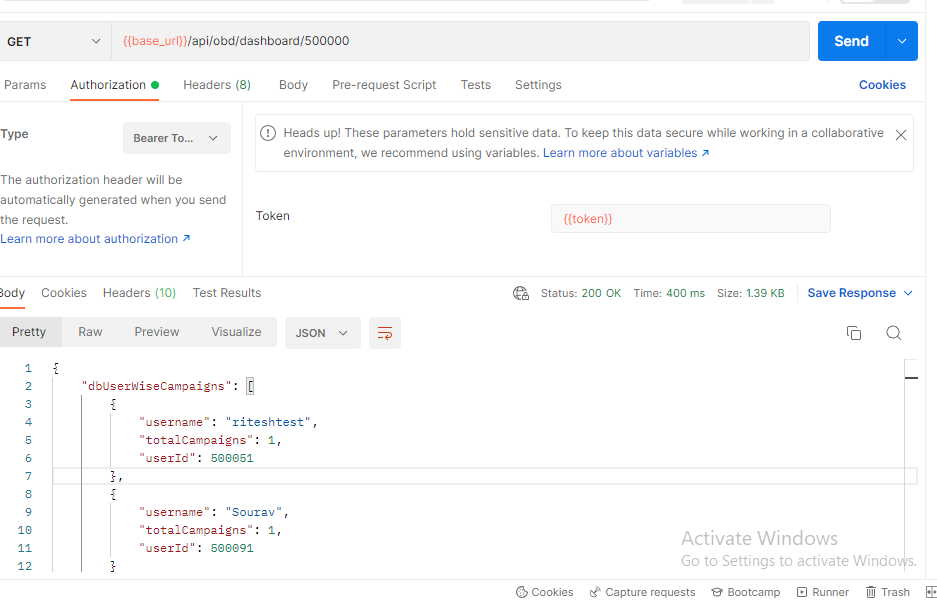 GET {{base_url}}/api/obd/dashboard/500000 Send
Params Authorization Headers (8) Body Pre-request Script Tests Settings Cookies
Type Bearer To...
Heads up! These parameters hold sensitive data. To keep this data secure while working in a collaborative
environment, we recommend using variables. Learn more about variables ↗
The authorization header will be
automatically generated when you send
the request.
Learn more about authorization ↗
Token {{token}}
Body Cookies Headers (10) Test Results Status: 200 OK Time: 400 ms Size: 1.39 KB Save Response
Pretty Raw Preview Visualize JSON
1 {
2 "dbUserWiseCampaigns": [
3 {
4 "username": "riteshtest",
5 "totalCampaigns": 1,
6 "userId": 500051
7 },
8 {
9 "username": "Sourav",
10 "totalCampaigns": 1,
11 "userId": 500091
12 }
Activate Windows
Go to Settings to activate Windows.
Cookies Capture requests Bootcamp Runner Trash